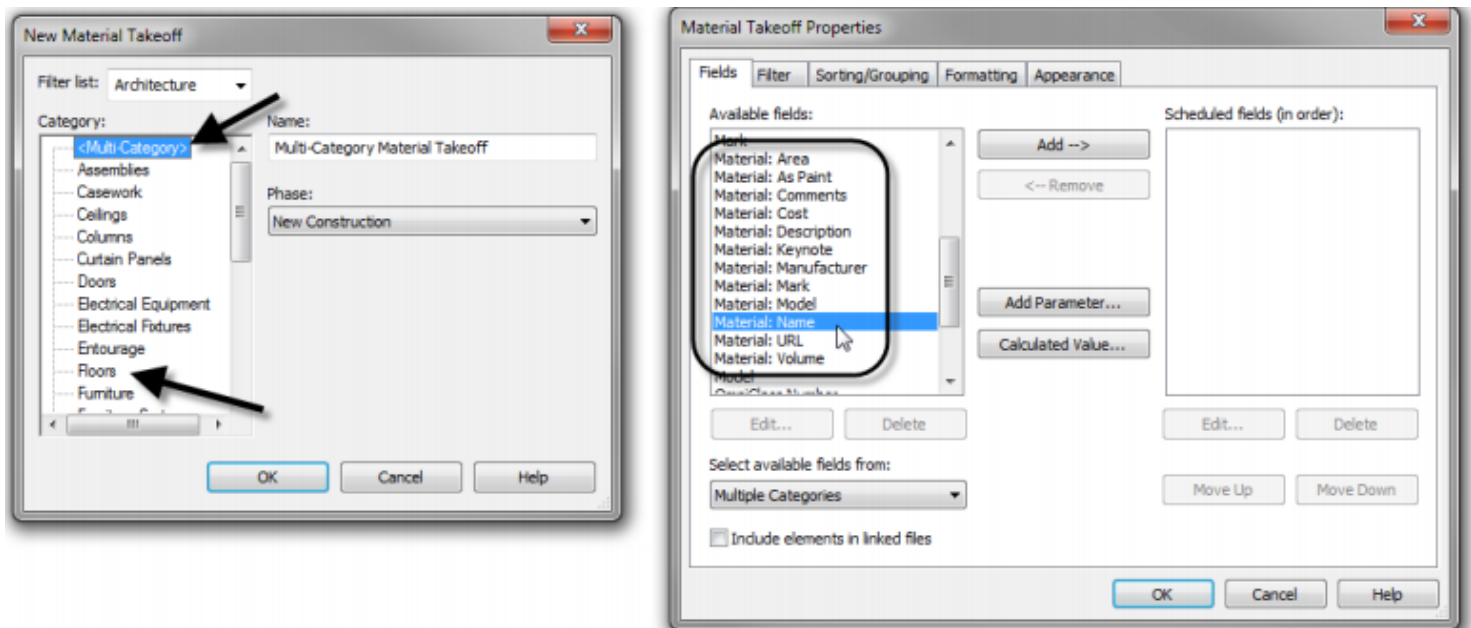 New Material Takeoff
Filter list: Architecture
Category:
<Multi-Category>
Assemblies
Casework
Ceilings
Columns
Curtain Panels
Doors
Electrical Equipment
Electrical Fixtures
Entourage
Floors
Furniture
Name:
Multi-Category Material Takeoff
Phase:
New Construction
OK Cancel Help
Material Takeoff Properties
Fields Filter Sorting/Grouping Formatting Appearance
Available fields:
Mark
Material: Area
Material: As Paint
Material: Comments
Material: Cost
Material: Description
Material: Keynote
Material: Manufacturer
Material: Mark
Material: Model
Material: Name
Material: URL
Material: Volume
Model
OmniClass Number
Edit... Delete
Select available fields from:
Multiple Categories
Include elements in linked files
Add -->
<-- Remove
Add Parameter...
Calculated Value...
Scheduled fields (in order):
Edit... Delete
Move Up Move Down
OK Cancel Help